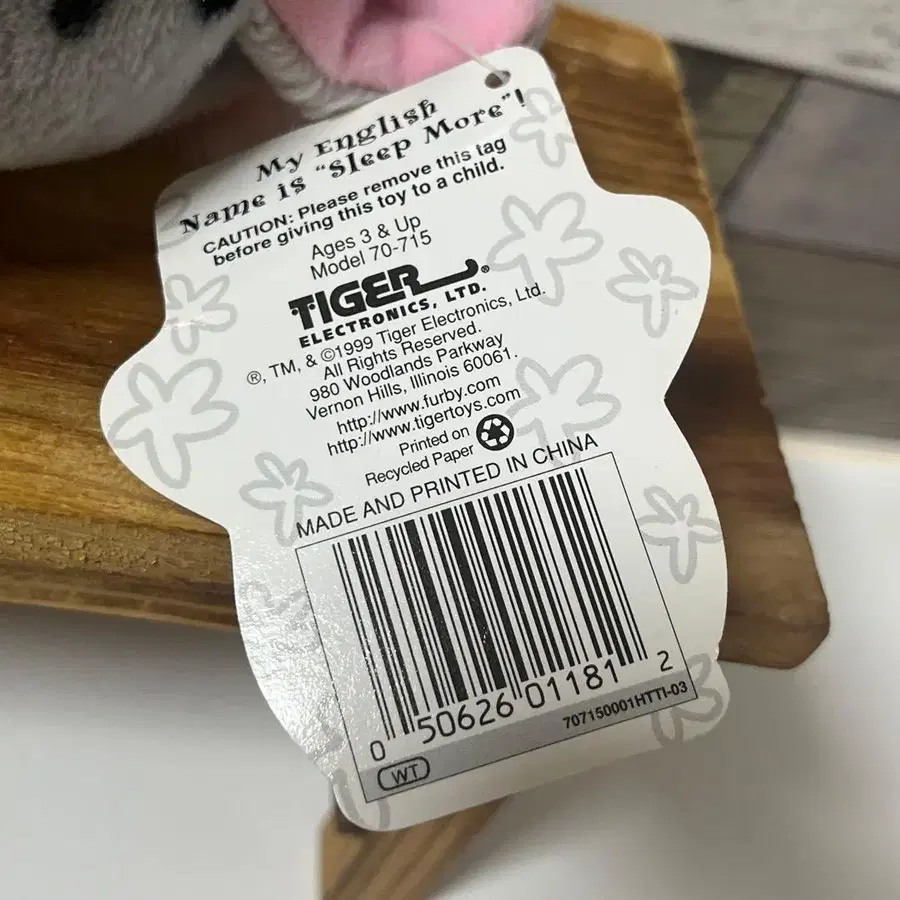 My English
Name is "Sleep More"!
CAUTION: Please remove this tag
before giving this toy to a child.
Ages 3 & Up
Model 70-715
TIGER®
ELECTRONICS, LTD.
®, TM, & ©1999 Tiger Electronics, Ltd.
All Rights Reserved.
980 Woodlands Parkway
Vernon Hills, Illinois 60061.
http://www.furby.com
http://www.tigertoys.com
Printed on
Recycled Paper
MADE AND PRINTED IN CHINA
0 50626 01181 2
707150001HTTI-03
WT